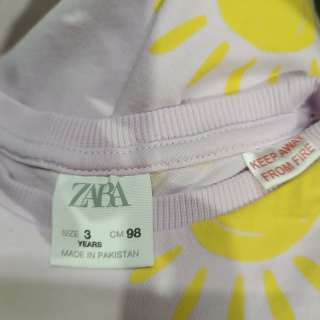 ZARA
SIZE 3 CM 98
YEARS
MADE IN PAKISTAN
KEEP AWAY
FROM FIRE